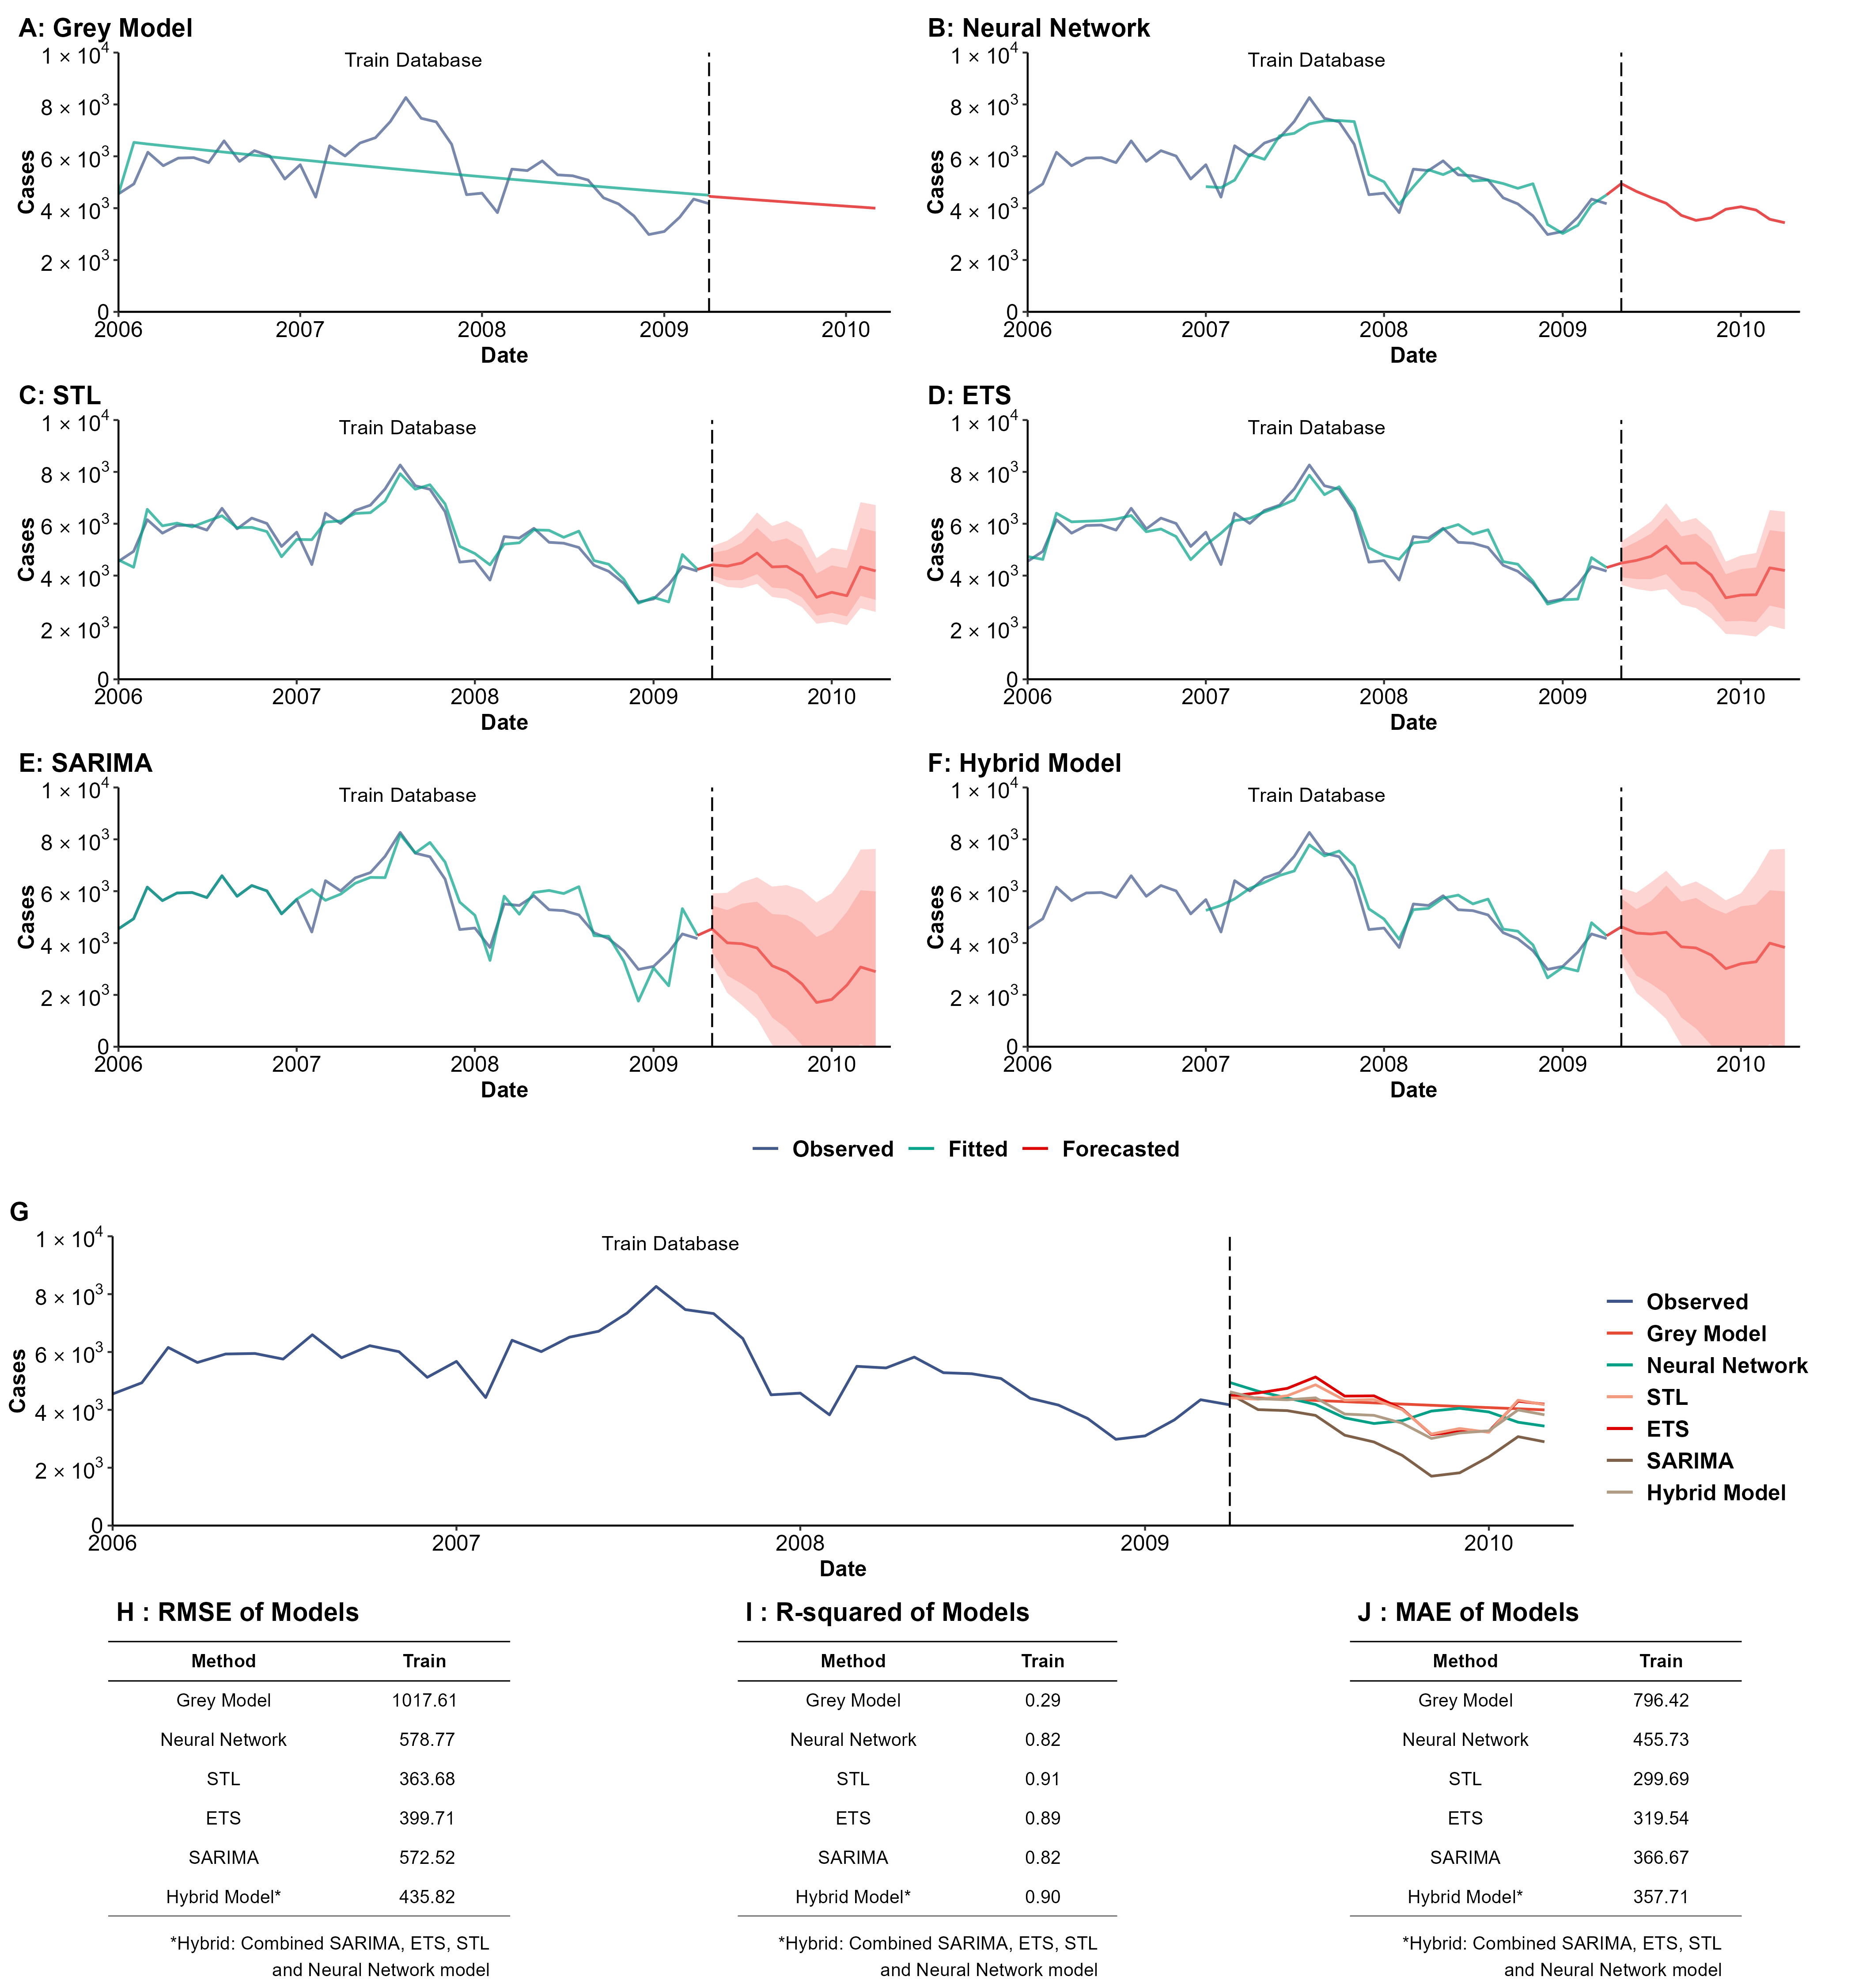 A: Grey Model
Train Database
1 × 10⁴
8 × 10³
6 × 10³
4 × 10³
2 × 10³
0
Cases
2006 2007 2008 2009 2010
Date
B: Neural Network
Train Database
1 × 10⁴
8 × 10³
6 × 10³
4 × 10³
2 × 10³
0
Cases
2006 2007 2008 2009 2010
Date
C: STL
Train Database
1 × 10⁴
8 × 10³
6 × 10³
4 × 10³
2 × 10³
0
Cases
2006 2007 2008 2009 2010
Date
D: ETS
Train Database
1 × 10⁴
8 × 10³
6 × 10³
4 × 10³
2 × 10³
0
Cases
2006 2007 2008 2009 2010
Date
E: SARIMA
Train Database
1 × 10⁴
8 × 10³
6 × 10³
4 × 10³
2 × 10³
0
Cases
2006 2007 2008 2009 2010
Date
F: Hybrid Model
Train Database
1 × 10⁴
8 × 10³
6 × 10³
4 × 10³
2 × 10³
0
Cases
2006 2007 2008 2009 2010
Date
Observed Fitted Forecasted
G
Train Database
1 × 10⁴
8 × 10³
6 × 10³
4 × 10³
2 × 10³
0
Cases
2006 2007 2008 2009 2010
Date
Observed
Grey Model
Neural Network
STL
ETS
SARIMA
Hybrid Model
H : RMSE of Models
Method Train
Grey Model 1017.61
Neural Network 578.77
STL 363.68
ETS 399.71
SARIMA 572.52
Hybrid Model* 435.82
*Hybrid: Combined SARIMA, ETS, STL
and Neural Network model
I : R-squared of Models
Method Train
Grey Model 0.29
Neural Network 0.82
STL 0.91
ETS 0.89
SARIMA 0.82
Hybrid Model* 0.90
*Hybrid: Combined SARIMA, ETS, STL
and Neural Network model
J : MAE of Models
Method Train
Grey Model 796.42
Neural Network 455.73
STL 299.69
ETS 319.54
SARIMA 366.67
Hybrid Model* 357.71
*Hybrid: Combined SARIMA, ETS, STL
and Neural Network model